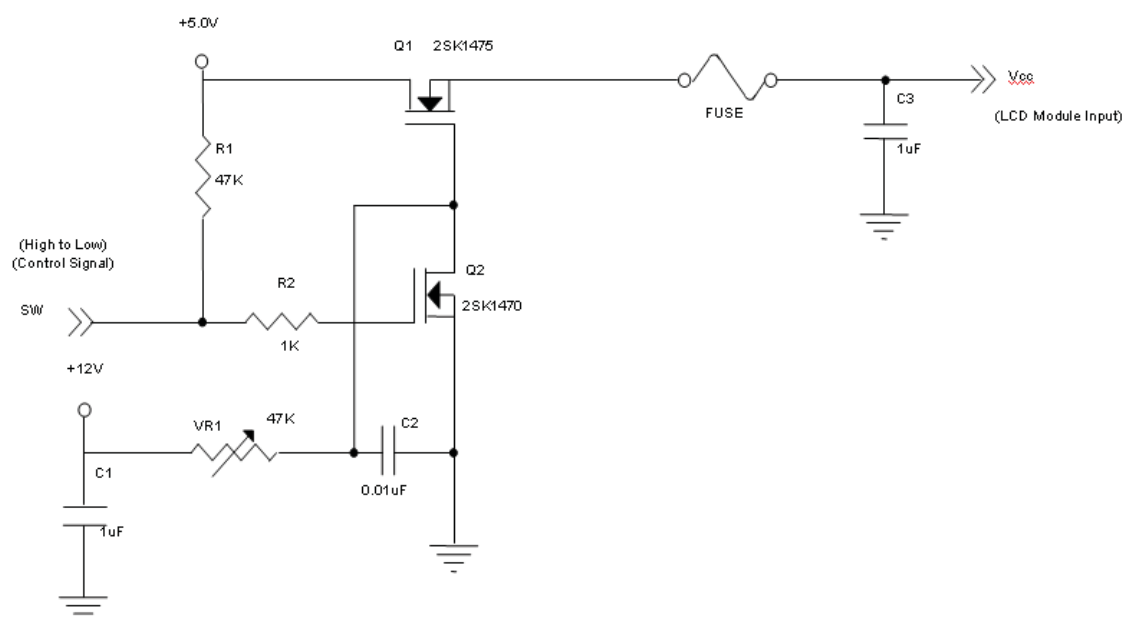 +5.0V
Q1 2SK1475
Vcc
C3
FUSE
(LCD Module Input)
R1
1uF
47K
(High to Low)
(Control Signal)
Q2
R2
SW
2SK1470
1K
+12V
47K
VR1
C2
C1
0.01uF
1uF